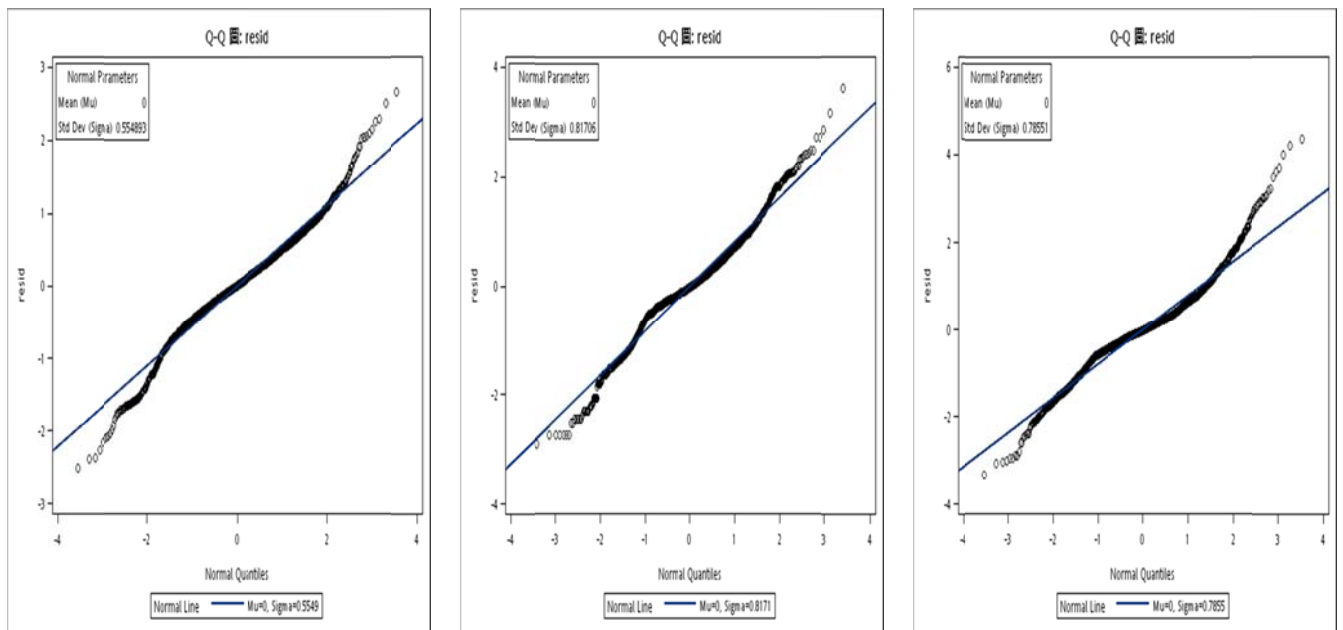 Q-Q 圖: resid
Normal Parameters
Mean (Mu) 0
Std Dev (Sigma) 0.554893
3
2
1
0
-1
-2
-3
resid
-4
-2
0
2
4
Normal Quantiles
Normal Line Mu=0, Sigma=0.5549
Q-Q 圖: resid
Normal Parameters
Mean (Mu) 0
Std Dev (Sigma) 0.81706
4
2
0
-2
-4
resid
-4
-3
-2
-1
0
1
2
3
4
Normal Quantiles
Normal Line Mu=0, Sigma=0.8171
Q-Q 圖: resid
Normal Parameters
Mean (Mu) 0
Std Dev (Sigma) 0.78551
6
4
2
0
-2
-4
resid
-4
-3
-2
-1
0
1
2
3
4
Normal Quantiles
Normal Line Mu=0, Sigma=0.7855